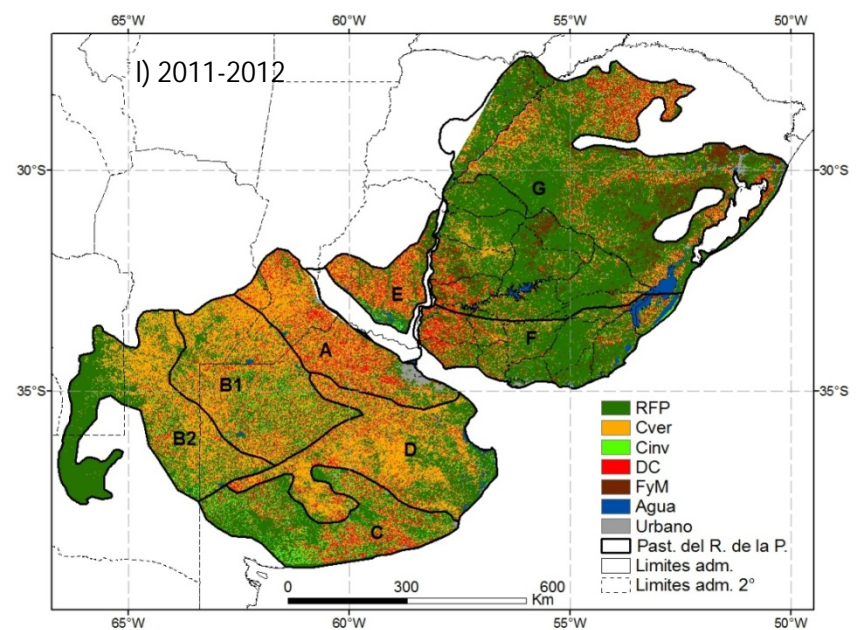 65°W 60°W 55°W 50°W
I) 2011-2012
30°S 30°S
G
E
A
F
B1
35°S 35°S
B2
D
C
RFP
Cver
Cinv
DC
FyM
Agua
Urbano
Past. del R. de la P.
Limites adm.
Limites adm. 2°
0 300 600
Km
65°W 60°W 55°W 50°W